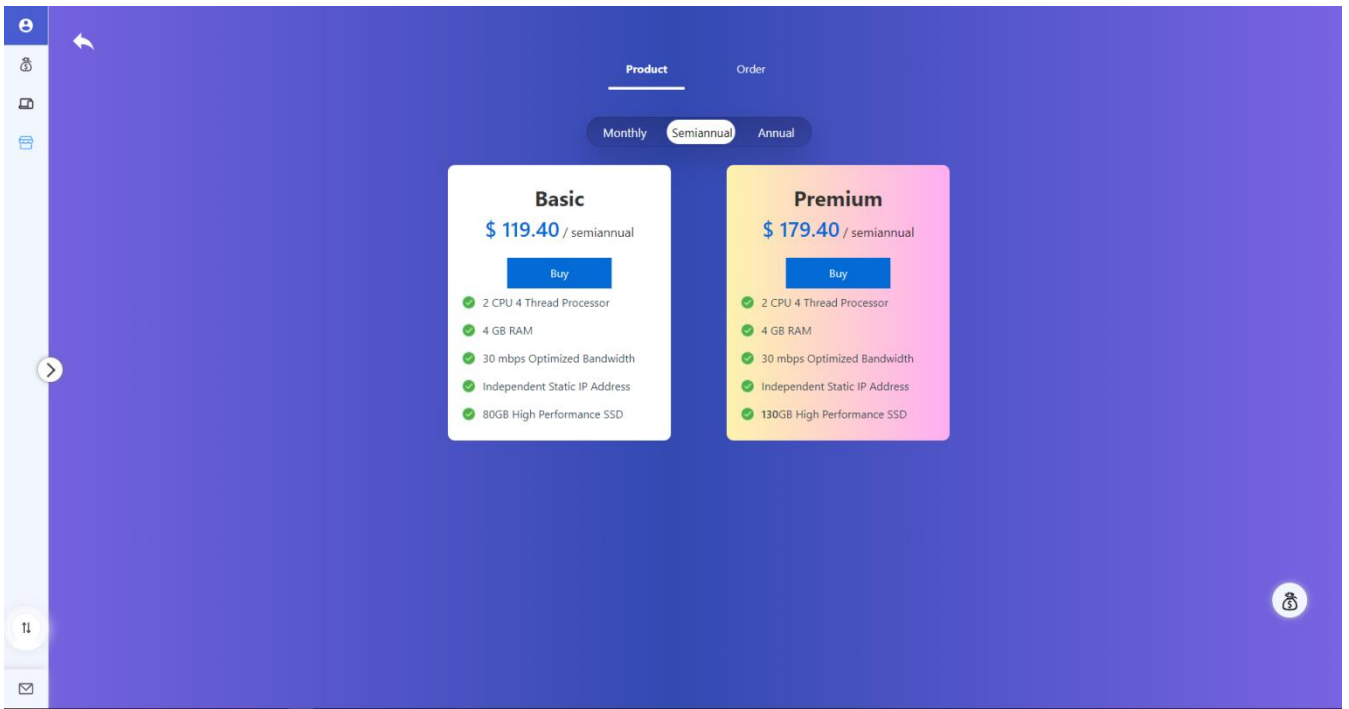 Product Order
Monthly Semiannual Annual
Basic
$ 119.40 / semiannual
Buy
2 CPU 4 Thread Processor
4 GB RAM
30 mbps Optimized Bandwidth
Independent Static IP Address
80GB High Performance SSD
Premium
$ 179.40 / semiannual
Buy
2 CPU 4 Thread Processor
4 GB RAM
30 mbps Optimized Bandwidth
Independent Static IP Address
130GB High Performance SSD